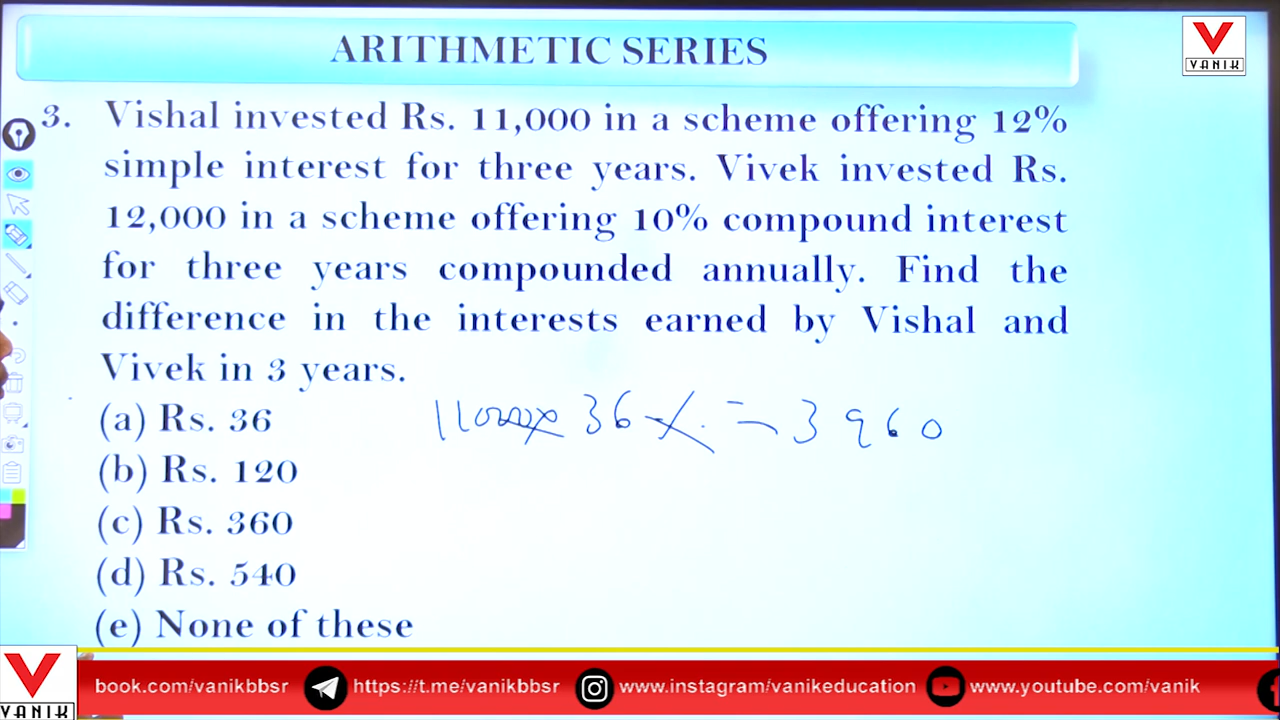 ARITHMETIC SERIES
V
VANIK
3. Vishal invested Rs. 11,000 in a scheme offering 12%
simple interest for three years. Vivek invested Rs.
12,000 in a scheme offering 10% compound interest
for three years compounded annually. Find the
difference in the interests earned by Vishal and
Vivek in 3 years.
(a) Rs. 36
11000 x 36 % = 3960
(b) Rs. 120
(c) Rs. 360
(d) Rs. 540
(e) None of these
V
VANIK
book.com/vanikbbsr https://t.me/vanikbbsr www.instagram/vanikeducation www.youtube.com/vanik